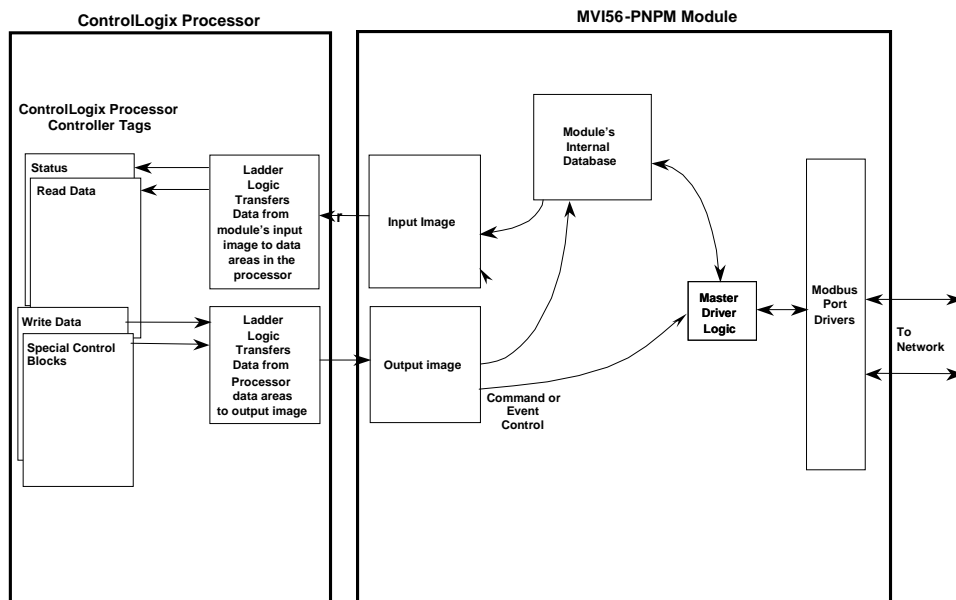 ControlLogix Processor
MVI56-PNPM Module
ControlLogix Processor
Controller Tags
Status
Read Data
Write Data
Special Control
Blocks
Ladder
Logic
Transfers
Data from
module's input
image to data
areas in the
processor
r
Ladder
Logic
Transfers
Data from
Processor
data areas
to output image
Input Image
Output image
Module's
Internal
Database
Command or
Event
Control
Master
Driver
Logic
Modbus
Port
Drivers
To
Network